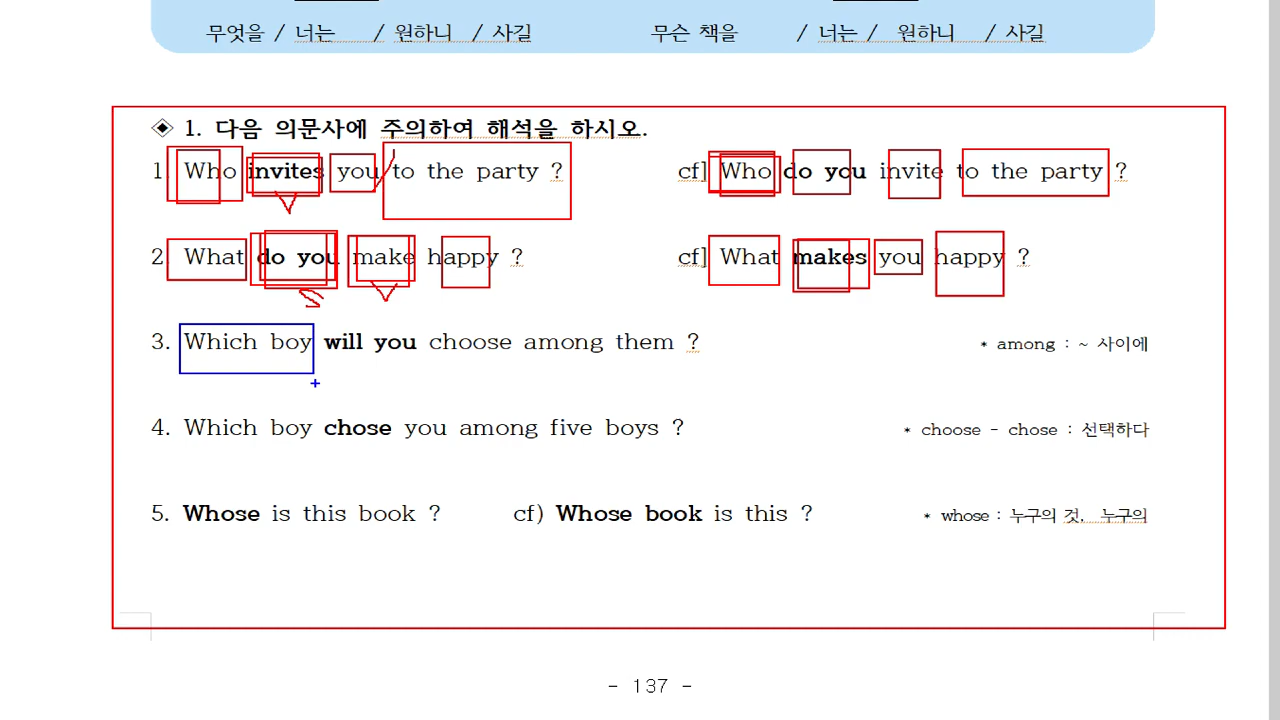 무엇을 / 너는 / 원하니 / 사길 무슨 책을 / 너는 / 원하니 / 사길
◈ 1. 다음 의문사에 주의하여 해석을 하시오.
1. Who invites you to the party ? cf] Who do you invite to the party ?
2. What do you make happy ? cf] What makes you happy ?
3. Which boy will you choose among them ? * among : ~ 사이에
4. Which boy chose you among five boys ? * choose - chose : 선택하다
5. Whose is this book ? cf) Whose book is this ? * whose : 누구의 것, 누구의
- 137 -